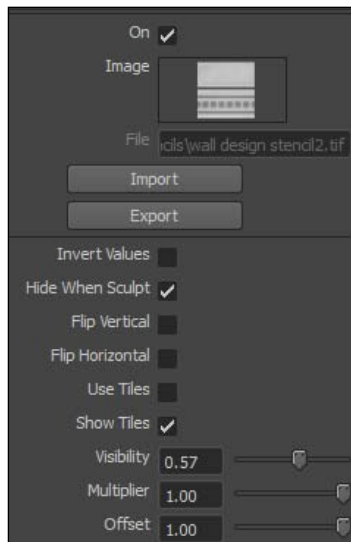 On
Image
File cils\wall design stencil2.tif
Import
Export
Invert Values
Hide When Sculpt
Flip Vertical
Flip Horizontal
Use Tiles
Show Tiles
Visibility 0.57
Multiplier 1.00
Offset 1.00